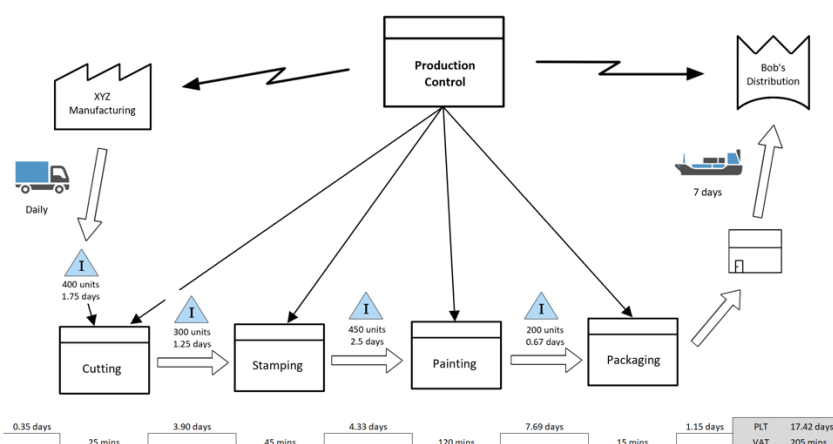 Production
Control
XYZ
Manufacturing
Bob's
Distribution
Daily
7 days
I
400 units
1.75 days
I
300 units
1.25 days
I
450 units
2.5 days
I
200 units
0.67 days
Cutting
Stamping
Painting
Packaging
0.35 days
3.90 days
4.33 days
7.69 days
1.15 days
PLT 17.42 days
25 mins
45 mins
120 mins
15 mins
VAT 205 mins